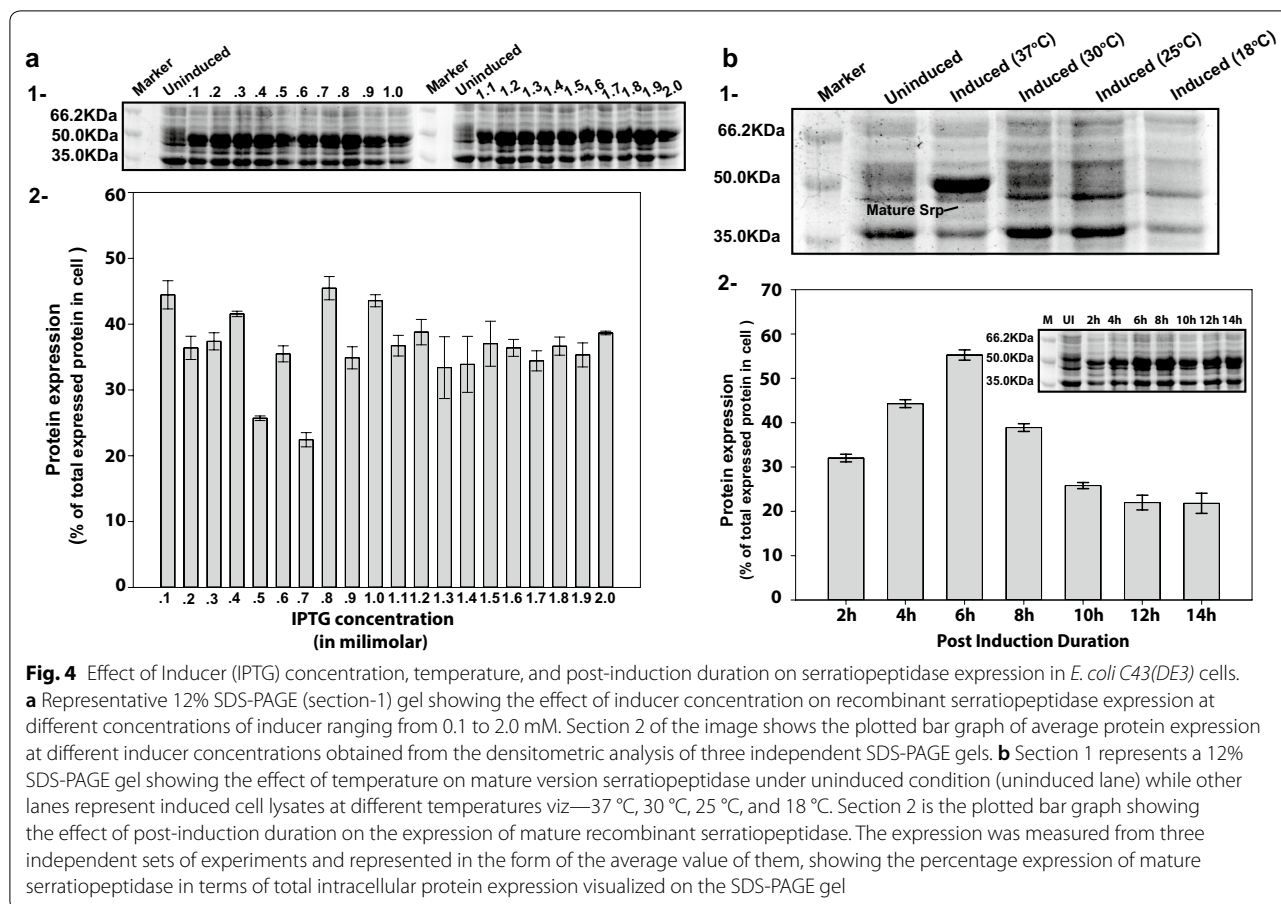 a
Marker
Uninduced
.1 .2 .3 .4 .5 .6 .7 .8 .9 1.0
Marker
Uninduced
1.1 1.2 1.3 1.4 1.5 1.6 1.7 1.8 1.9 2.0
1-
66.2KDa
50.0KDa
35.0KDa
2-
60
50
40
30
20
10
0
Protein expression
(% of total expressed protein in cell )
.1 .2 .3 .4 .5 .6 .7 .8 .9 1.0 1.1 1.2 1.3 1.4 1.5 1.6 1.7 1.8 1.9 2.0
IPTG concentration
(in milimolar)
b
Marker
Uninduced
Induced (37°C)
Induced (30°C)
Induced (25°C)
Induced (18°C)
1-
66.2KDa
50.0KDa
35.0KDa
Mature Srp
2-
70
60
50
40
30
20
10
0
Protein expression
(% of total expressed protein in cell)
M UI 2h 4h 6h 8h 10h 12h 14h
66.2KDa
50.0KDa
35.0KDa
2h 4h 6h 8h 10h 12h 14h
Post Induction Duration
Fig. 4 Effect of Inducer (IPTG) concentration, temperature, and post-induction duration on serratiopeptidase expression in E. coli C43(DE3) cells.
a Representative 12% SDS-PAGE (section-1) gel showing the effect of inducer concentration on recombinant serratiopeptidase expression at
different concentrations of inducer ranging from 0.1 to 2.0 mM. Section 2 of the image shows the plotted bar graph of average protein expression
at different inducer concentrations obtained from the densitometric analysis of three independent SDS-PAGE gels. b Section 1 represents a 12%
SDS-PAGE gel showing the effect of temperature on mature version serratiopeptidase under uninduced condition (uninduced lane) while other
lanes represent induced cell lysates at different temperatures viz—37 °C, 30 °C, 25 °C, and 18 °C. Section 2 is the plotted bar graph showing
the effect of post-induction duration on the expression of mature recombinant serratiopeptidase. The expression was measured from three
independent sets of experiments and represented in the form of the average value of them, showing the percentage expression of mature
serratiopeptidase in terms of total intracellular protein expression visualized on the SDS-PAGE gel